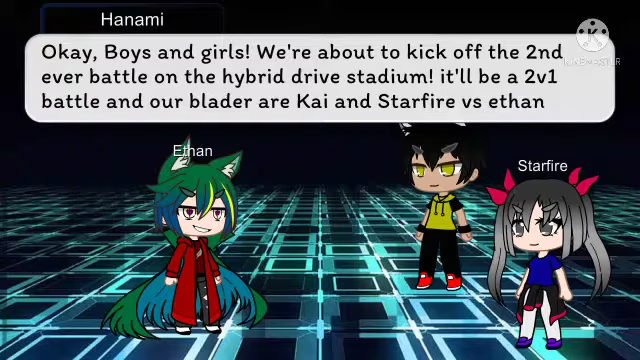 Hanami
Okay, Boys and girls! We're about to kick off the 2nd
ever battle on the hybrid drive stadium! it'll be a 2v1
battle and our blader are Kai and Starfire vs ethan
KINEMASTER
Ethan
Starfire